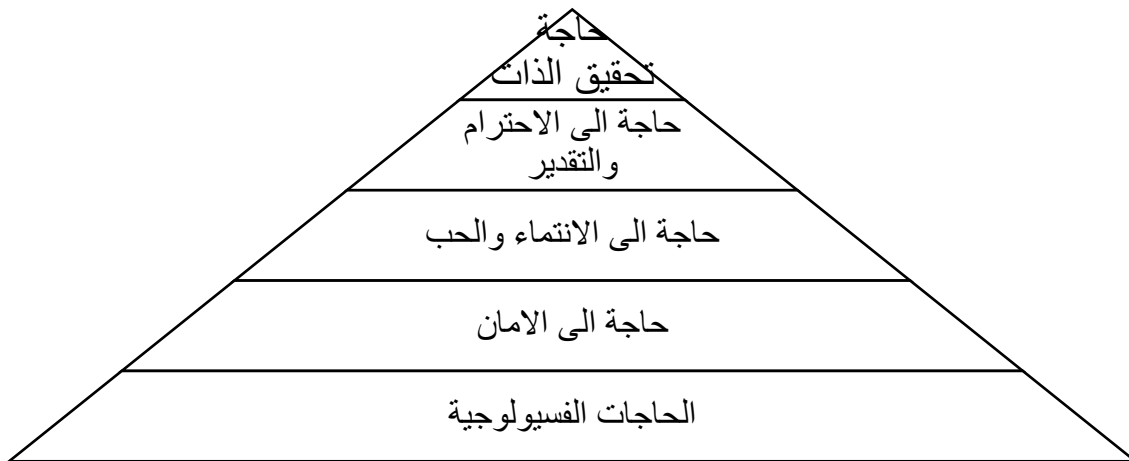 حاجة
تحقيق الذات
حاجة الى الاحترام
والتقدير
حاجة الى الانتماء والحب
حاجة الى الامان
الحاجات الفسيولوجية